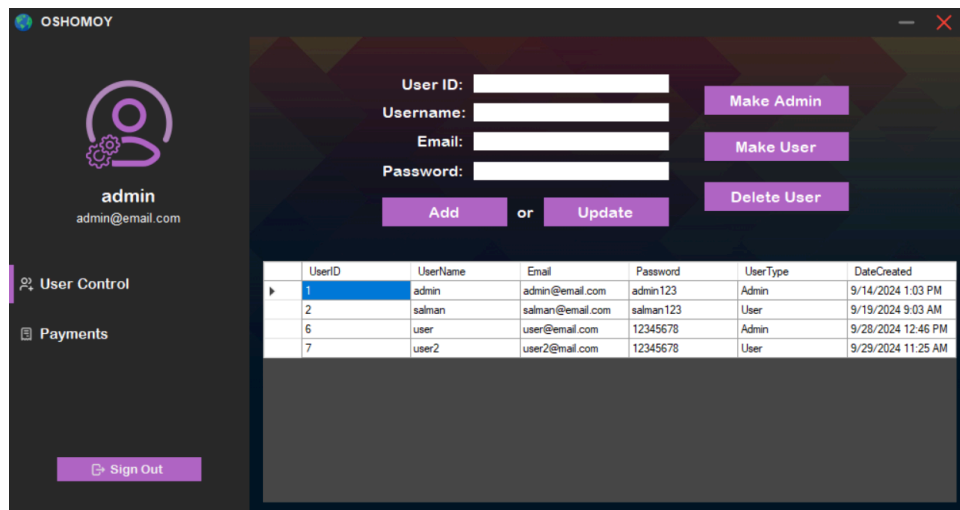 OSHOMOY
admin
admin@email.com
User Control
Payments
Sign Out
User ID:
Username:
Email:
Password:
Add or Update
Make Admin
Make User
Delete User
UserID UserName Email Password UserType DateCreated
1 admin admin@email.com admin123 Admin 9/14/2024 1:03 PM
2 salman salman@email.com salman123 User 9/19/2024 9:03 AM
6 user user@email.com 12345678 Admin 9/28/2024 12:46 PM
7 user2 user2@mail.com 12345678 User 9/29/2024 11:25 AM